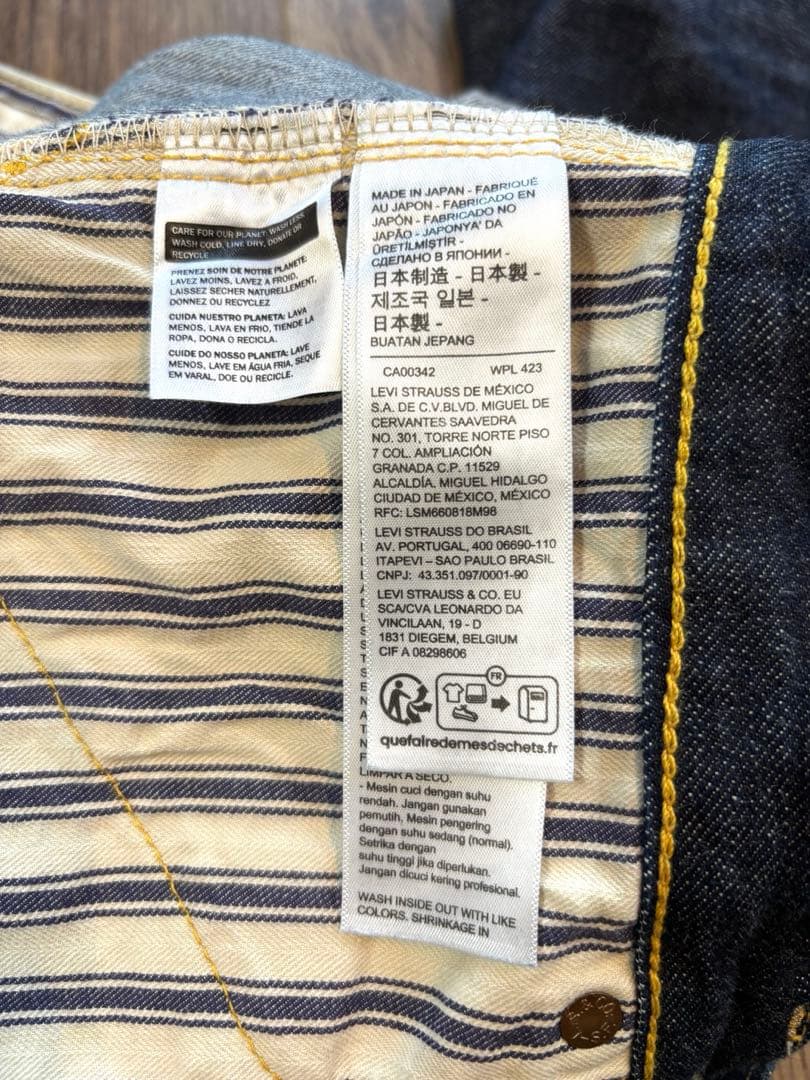 CARE FOR OUR PLANET: WASH LESS,
WASH COLD, LINE DRY, DONATE OR
RECYCLE
PRENEZ SOIN DE NOTRE PLANETE
LAVEZ MOINS, LAVEZ A FROID,
LAISSEZ SECHER NATURELLEMENT,
DONNEZ OU RECYCLEZ
CUIDA NUESTRO PLANETA: LAVA
MENOS, LAVA EN FRIO, TIENDE LA
ROPA, DONA O RECICLA.
CUIDE DO NOSSO PLANETA: LAVE
MENOS, LAVE EM ÁGUA FRIA, SEQUE
EM VARAL, DOE OU RECICLE.
MADE IN JAPAN - FABRIQUÉ
AU JAPON - FABRICADO EN
JAPÓN - FABRICADO NO
JAPÃO - JAPONYA' DA
ÜRETİLMİŞTİR -
СДЕЛАНО В ЯПОНИИ -
日本制造 - 日本製 -
제조국 일본 -
日本製 -
BUATAN JEPANG
CA00342 WPL 423
LEVI STRAUSS DE MÉXICO
S.A. DE C.V.BLVD. MIGUEL DE
CERVANTES SAAVEDRA
NO. 301, TORRE NORTE PISO
7 COL. AMPLIACIÓN
GRANADA C.P. 11529
ALCALDÍA. MIGUEL HIDALGO
CIUDAD DE MÉXICO, MÉXICO
RFC: LSM660818M98
LEVI STRAUSS DO BRASIL
AV. PORTUGAL, 400 06690-110
ITAPEVI – SAO PAULO BRASIL
CNPJ: 43.351.097/0001-90
LEVI STRAUSS & CO. EU
SCA/CVA LEONARDO DA
VINCILAAN, 19 - D
1831 DIEGEM, BELGIUM
CIF A 08298606
FR
quefairedemesdechets.fr
LIMPAR A SECO.
- Mesin cuci dengan suhu
rendah. Jangan gunakan
pemutih. Mesin pengering
dengan suhu sedang (normal).
Setrika dengan
suhu tinggi jika diperlukan.
Jangan dicuci kering profesional.
WASH INSIDE OUT WITH LIKE
COLORS. SHRINKAGE IN